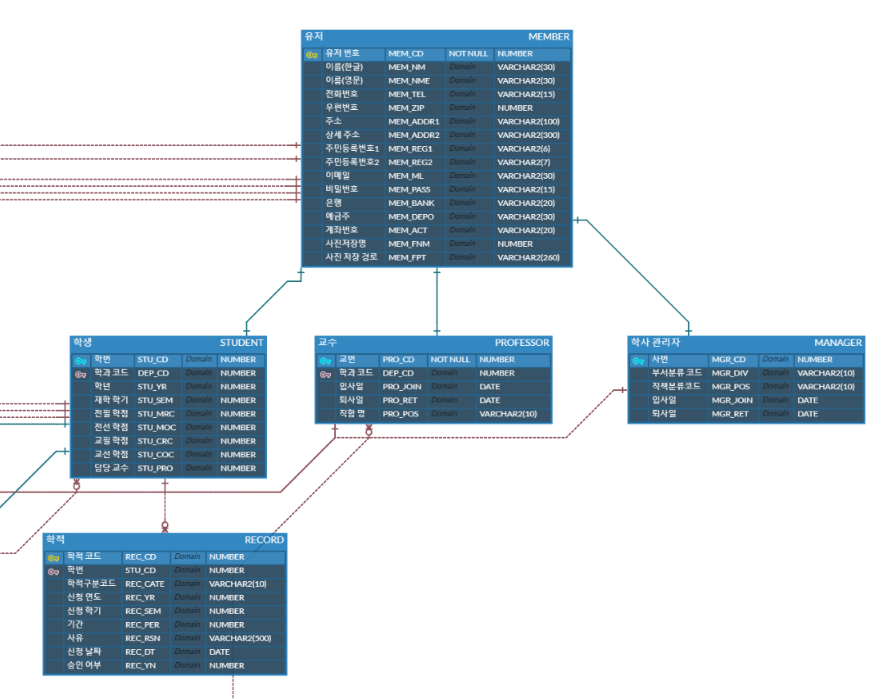 유저 MEMBER
유저 번호 MEM_CD NOT NULL NUMBER
이름(한글) MEM_NM Domain VARCHAR2(30)
이름(영문) MEM_NME Domain VARCHAR2(30)
전화번호 MEM_TEL Domain VARCHAR2(15)
우편번호 MEM_ZIP Domain NUMBER
주소 MEM_ADDR1 Domain VARCHAR2(100)
상세 주소 MEM_ADDR2 Domain VARCHAR2(300)
주민등록번호1 MEM_REG1 Domain VARCHAR2(6)
주민등록번호2 MEM_REG2 Domain VARCHAR2(7)
이메일 MEM_ML Domain VARCHAR2(30)
비밀번호 MEM_PASS Domain VARCHAR2(15)
은행 MEM_BANK Domain VARCHAR2(20)
예금주 MEM_DEPO Domain VARCHAR2(30)
계좌번호 MEM_ACT Domain VARCHAR2(20)
사진저장명 MEM_FNM Domain NUMBER
사진 저장 경로 MEM_FPT Domain VARCHAR2(260)
학생 STUDENT
학번 STU_CD Domain NUMBER
학과 코드 DEP_CD Domain NUMBER
학년 STU_YR Domain NUMBER
재학 학기 STU_SEM Domain NUMBER
전필 학점 STU_MRC Domain NUMBER
전선 학점 STU_MOC Domain NUMBER
교필 학점 STU_CRC Domain NUMBER
교선 학점 STU_COC Domain NUMBER
담당 교수 STU_PRO Domain NUMBER
교수 PROFESSOR
교번 PRO_CD NOT NULL NUMBER
학과 코드 DEP_CD Domain NUMBER
입사일 PRO_JOIN Domain DATE
퇴사일 PRO_RET Domain DATE
직함 명 PRO_POS Domain VARCHAR2(10)
학사 관리자 MANAGER
사번 MGR_CD Domain NUMBER
부서분류 코드 MGR_DIV Domain VARCHAR2(10)
직책분류코드 MGR_POS Domain VARCHAR2(10)
입사일 MGR_JOIN Domain DATE
퇴사일 MGR_RET Domain DATE
학적 RECORD
학적 코드 REC_CD Domain NUMBER
학번 STU_CD Domain NUMBER
학적구분코드 REC_CATE Domain VARCHAR2(10)
신청 연도 REC_YR Domain NUMBER
신청 학기 REC_SEM Domain NUMBER
기간 REC_PER Domain NUMBER
사유 REC_RSN Domain VARCHAR2(500)
신청 날짜 REC_DT Domain DATE
승인 여부 REC_YN Domain NUMBER